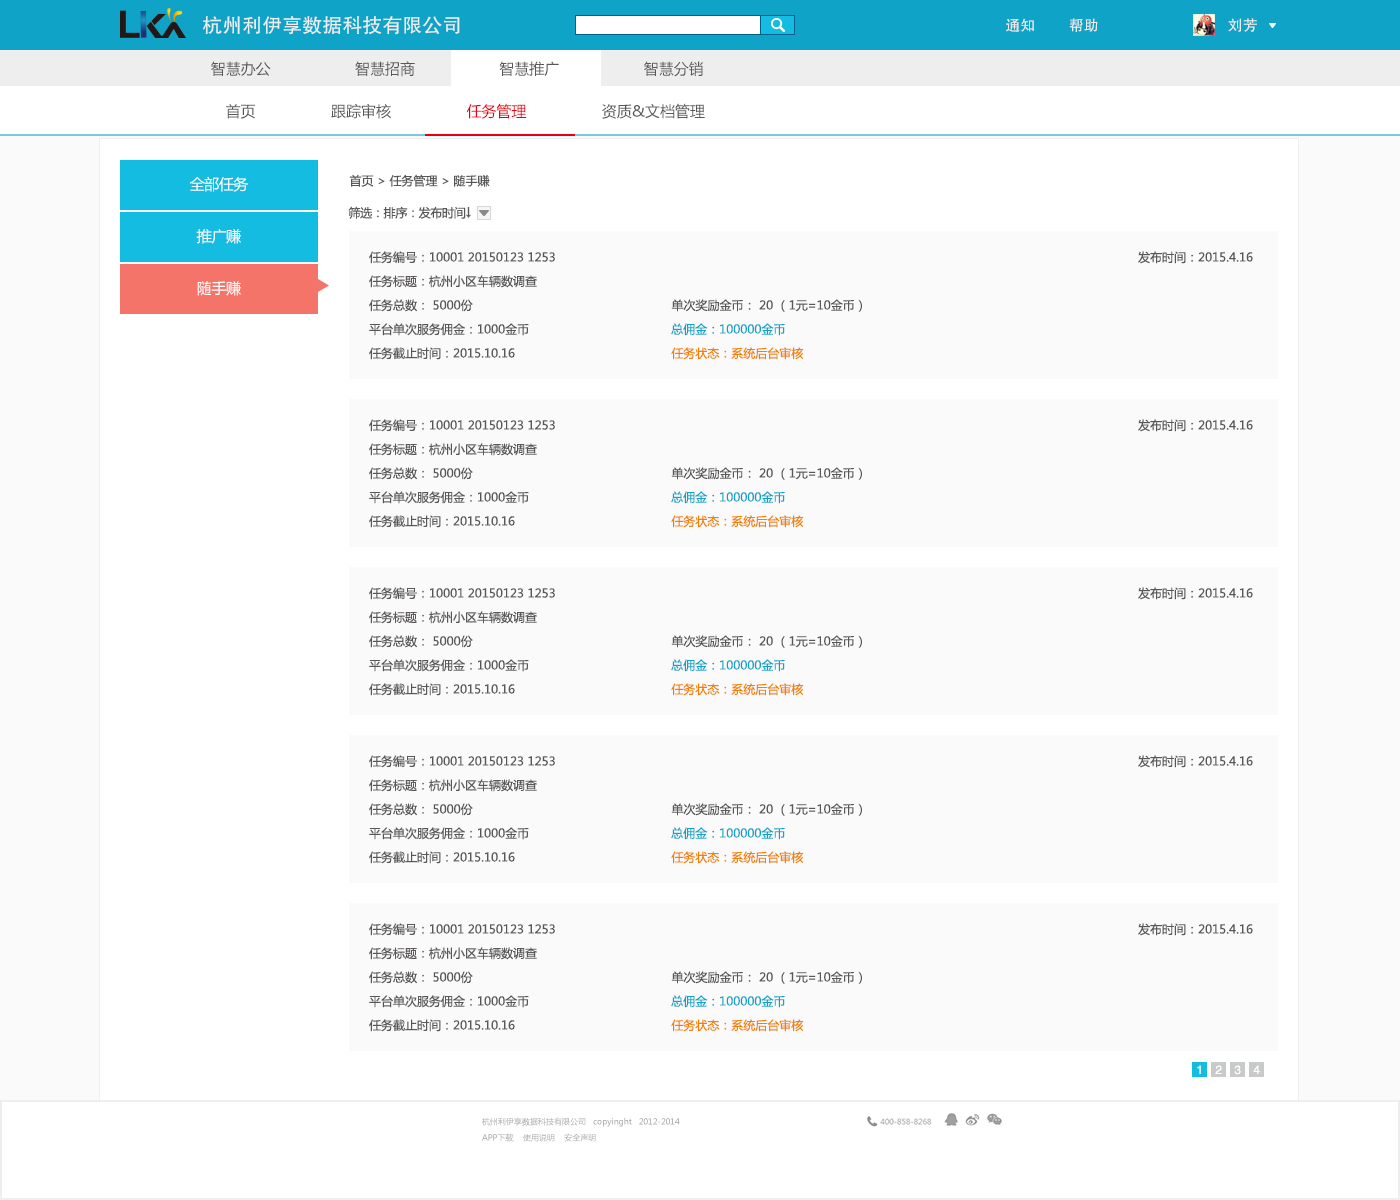 LIKA 杭州利伊享数据科技有限公司 通知 帮助 刘芳
智慧办公 智慧招商 智慧推广 智慧分销
首页 跟踪审核 任务管理 资质&文档管理
全部任务
推广赚
随手赚
首页 > 任务管理 > 随手赚
筛选：排序：发布时间↓
任务编号：10001 20150123 1253 发布时间：2015.4.16
任务标题：杭州小区车辆数调查
任务总数： 5000份 单次奖励金币： 20 （1元=10金币）
平台单次服务佣金：1000金币 总佣金：100000金币
任务截止时间：2015.10.16 任务状态：系统后台审核
任务编号：10001 20150123 1253 发布时间：2015.4.16
任务标题：杭州小区车辆数调查
任务总数： 5000份 单次奖励金币： 20 （1元=10金币）
平台单次服务佣金：1000金币 总佣金：100000金币
任务截止时间：2015.10.16 任务状态：系统后台审核
任务编号：10001 20150123 1253 发布时间：2015.4.16
任务标题：杭州小区车辆数调查
任务总数： 5000份 单次奖励金币： 20 （1元=10金币）
平台单次服务佣金：1000金币 总佣金：100000金币
任务截止时间：2015.10.16 任务状态：系统后台审核
任务编号：10001 20150123 1253 发布时间：2015.4.16
任务标题：杭州小区车辆数调查
任务总数： 5000份 单次奖励金币： 20 （1元=10金币）
平台单次服务佣金：1000金币 总佣金：100000金币
任务截止时间：2015.10.16 任务状态：系统后台审核
任务编号：10001 20150123 1253 发布时间：2015.4.16
任务标题：杭州小区车辆数调查
任务总数： 5000份 单次奖励金币： 20 （1元=10金币）
平台单次服务佣金：1000金币 总佣金：100000金币
任务截止时间：2015.10.16 任务状态：系统后台审核
1 2 3 4
杭州利伊享数据科技有限公司 copyinght 2012-2014 400-858-8268
APP下载 使用说明 安全声明